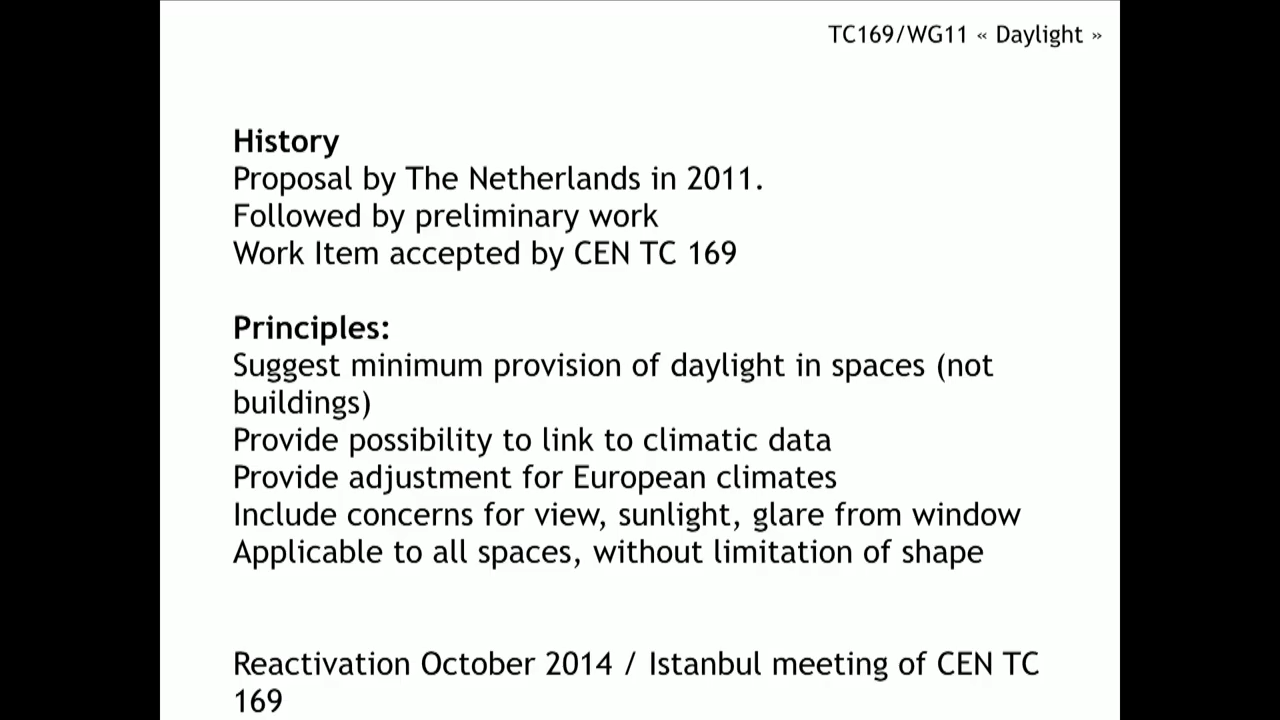 TC169/WG11 « Daylight »
History
Proposal by The Netherlands in 2011.
Followed by preliminary work
Work Item accepted by CEN TC 169
Principles:
Suggest minimum provision of daylight in spaces (not
buildings)
Provide possibility to link to climatic data
Provide adjustment for European climates
Include concerns for view, sunlight, glare from window
Applicable to all spaces, without limitation of shape
Reactivation October 2014 / Istanbul meeting of CEN TC
169